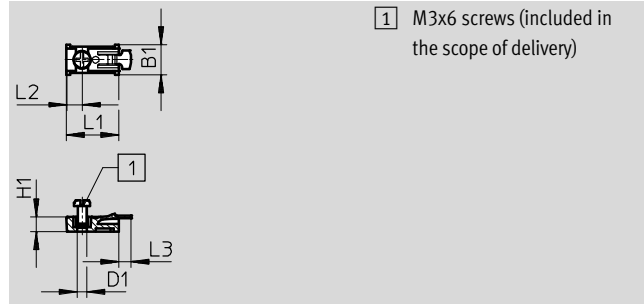 1 M3x6 screws (included in
the scope of delivery)
B1
L2
L1
1
H1
L3
D1